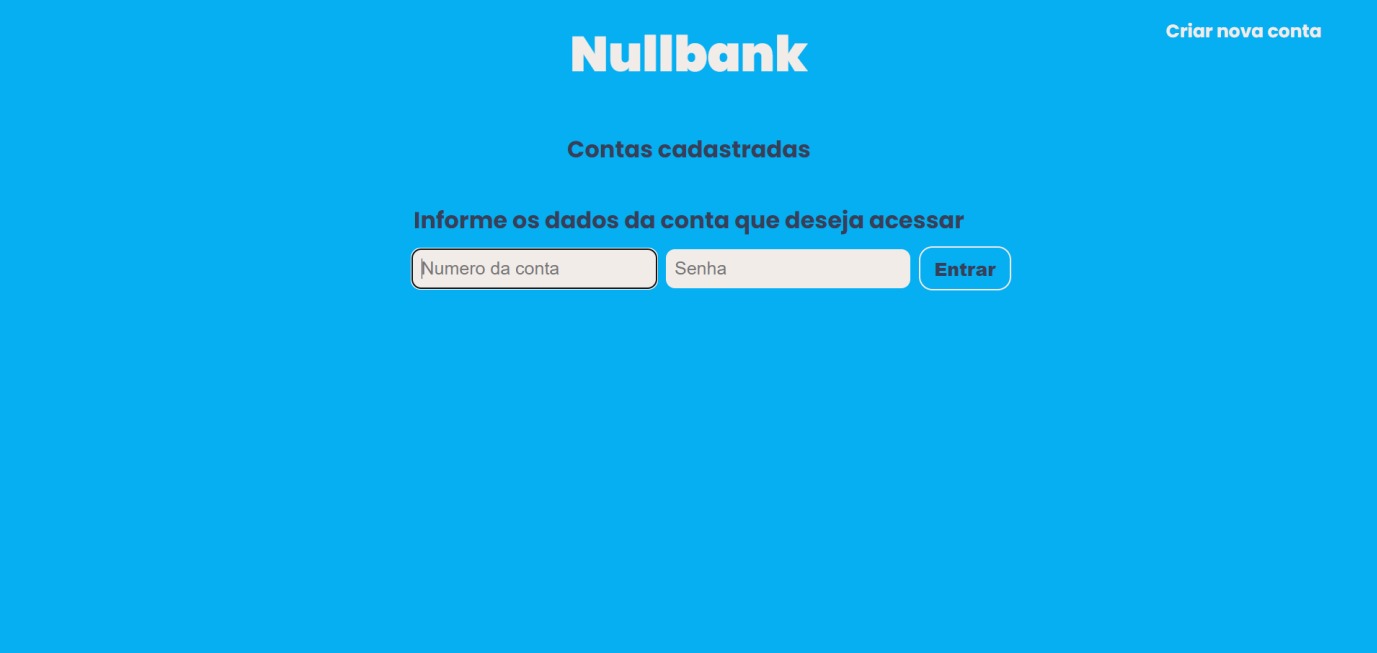 Criar nova conta
Nullbank
Contas cadastradas
Informe os dados da conta que deseja acessar
Numero da conta Senha Entrar